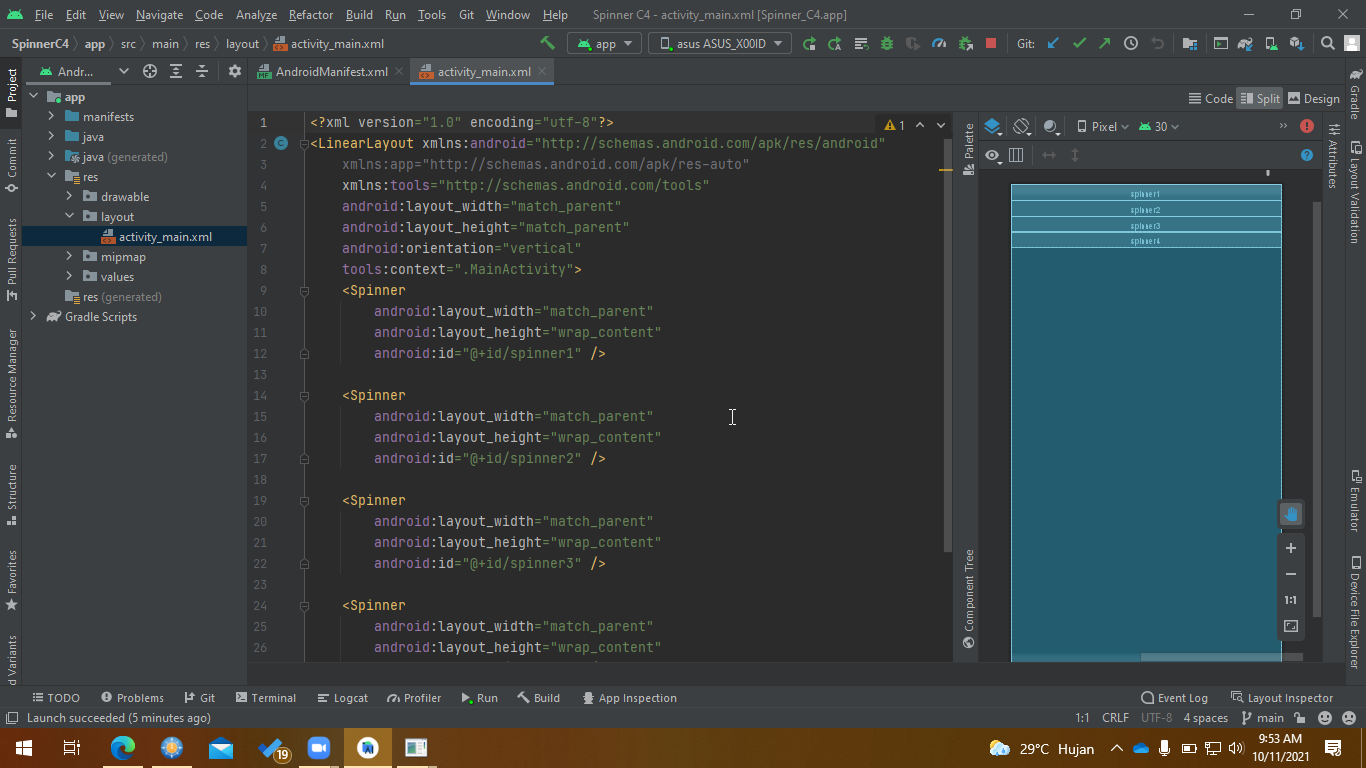 File Edit View Navigate Code Analyze Refactor Build Run Tools Git Window Help Spinner C4 - activity_main.xml [Spinner_C4.app]
SpinnerC4 app src main res layout activity_main.xml app asus ASUS_X00ID Git:
Andr... AndroidManifest.xml activity_main.xml
Code Split Design
Project
Commit
Pull Requests
Resource Manager
Structure
Favorites
d Variants
app
manifests
java
java (generated)
res
drawable
layout
activity_main.xml
mipmap
values
res (generated)
Gradle Scripts
1 <?xml version="1.0" encoding="utf-8"?>
2 <LinearLayout xmlns:android="http://schemas.android.com/apk/res/android"
3 xmlns:app="http://schemas.android.com/apk/res-auto"
4 xmlns:tools="http://schemas.android.com/tools"
5 android:layout_width="match_parent"
6 android:layout_height="match_parent"
7 android:orientation="vertical"
8 tools:context=".MainActivity">
9 <Spinner
10 android:layout_width="match_parent"
11 android:layout_height="wrap_content"
12 android:id="@+id/spinner1" />
13
14 <Spinner
15 android:layout_width="match_parent"
16 android:layout_height="wrap_content"
17 android:id="@+id/spinner2" />
18
19 <Spinner
20 android:layout_width="match_parent"
21 android:layout_height="wrap_content"
22 android:id="@+id/spinner3" />
23
24 <Spinner
25 android:layout_width="match_parent"
26 android:layout_height="wrap_content"
1
Palette
Component Tree
Pixel 30
spinner1
spinner2
spinner3
spinner4
1:1
Attributes
Gradle
Layout Validation
Emulator
Device File Explorer
TODO Problems Git Terminal Logcat Profiler Run Build App Inspection Event Log Layout Inspector
Launch succeeded (5 minutes ago) 1:1 CRLF UTF-8 4 spaces main
19 29°C Hujan 9:53 AM
10/11/2021